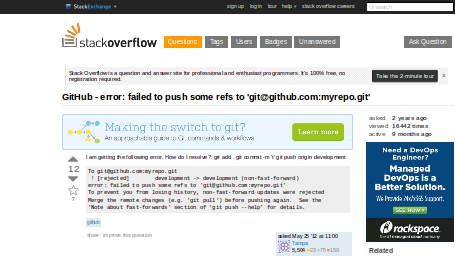 StackExchange
sign up log in tour help stack overflow careers
search
stackoverflow
Questions Tags Users Badges Unanswered Ask Question
Stack Overflow is a question and answer site for professional and enthusiast programmers. It's 100% free, no
registration required.
Take the 2-minute tour x
GitHub - error: failed to push some refs to 'git@github.com:myrepo.git'
Making the switch to git?
An approachable guide to Git commands & workflows
Learn more
asked 2 years ago
viewed 16442 times
active 9 months ago
12
7
I am getting the following error. How do I resolve?: git add . git commit -m 't' git push origin development
To git@github.com:myrepo.git
! [rejected] development -> development (non-fast-forward)
error: failed to push some refs to 'git@github.com:myrepo.git'
To prevent you from losing history, non-fast-forward updates were rejected
Merge the remote changes (e.g. 'git pull') before pushing again. See the
'Note about fast-forwards' section of 'git push --help' for details.
github
share | improve this question
asked May 25 '12 at 11:00
Tampa
Need a DevOps
Engineer?
Managed
DevOps is a
Better Solution.
We Provide 24x7x365 Support.
SEE HOW >
rackspace.
the #1 managed cloud company
Related